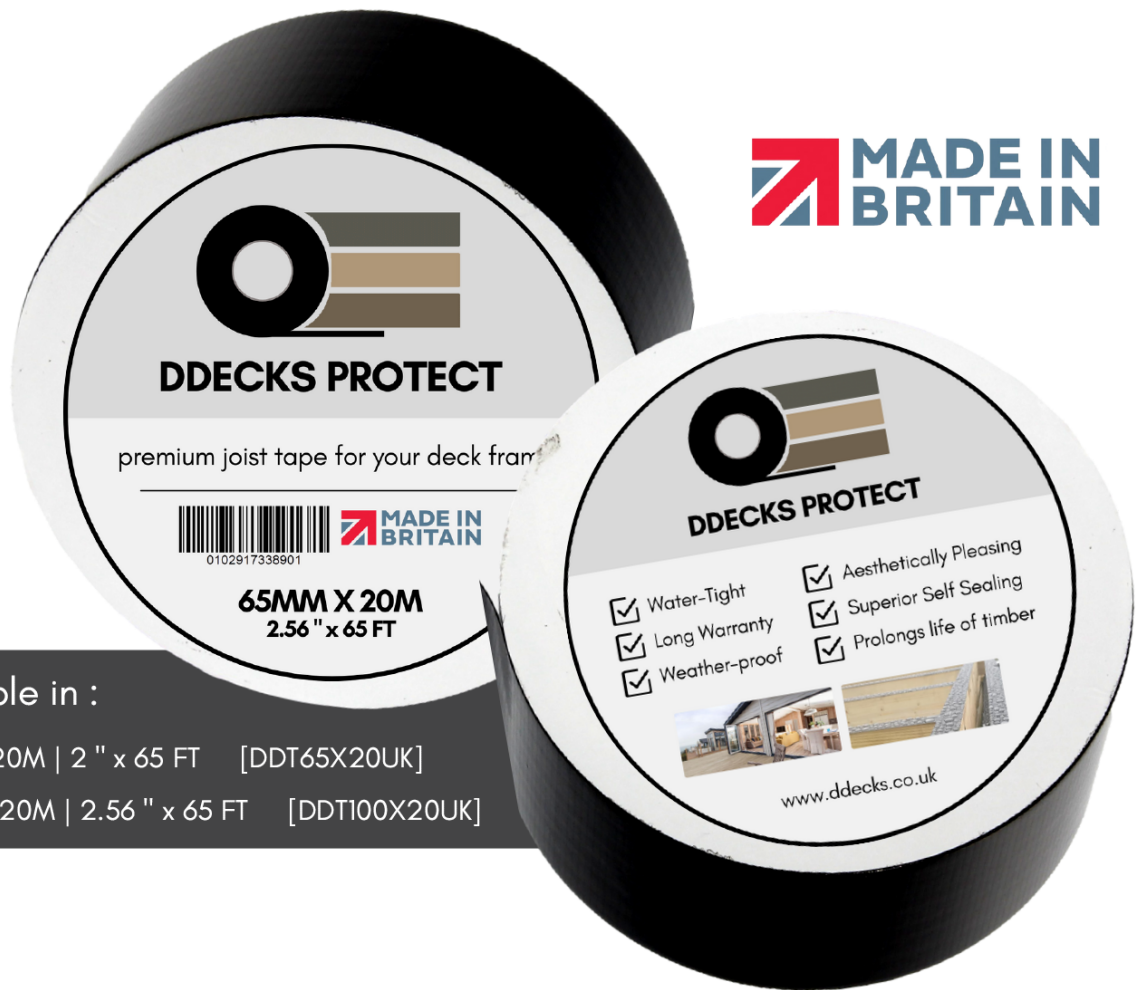 MADE IN
BRITAIN
DDECKS PROTECT
premium joist tape for your deck fram
MADE IN
BRITAIN
0102917338901
65MM X 20M
2.56 " x 65 FT
DDECKS PROTECT
Water-Tight
Long Warranty
Weather-proof
Aesthetically Pleasing
Superior Self Sealing
Prolongs life of timber
www.ddecks.co.uk
ble in :
20M | 2 " x 65 FT [DDT65X20UK]
20M | 2.56 " x 65 FT [DDT100X20UK]